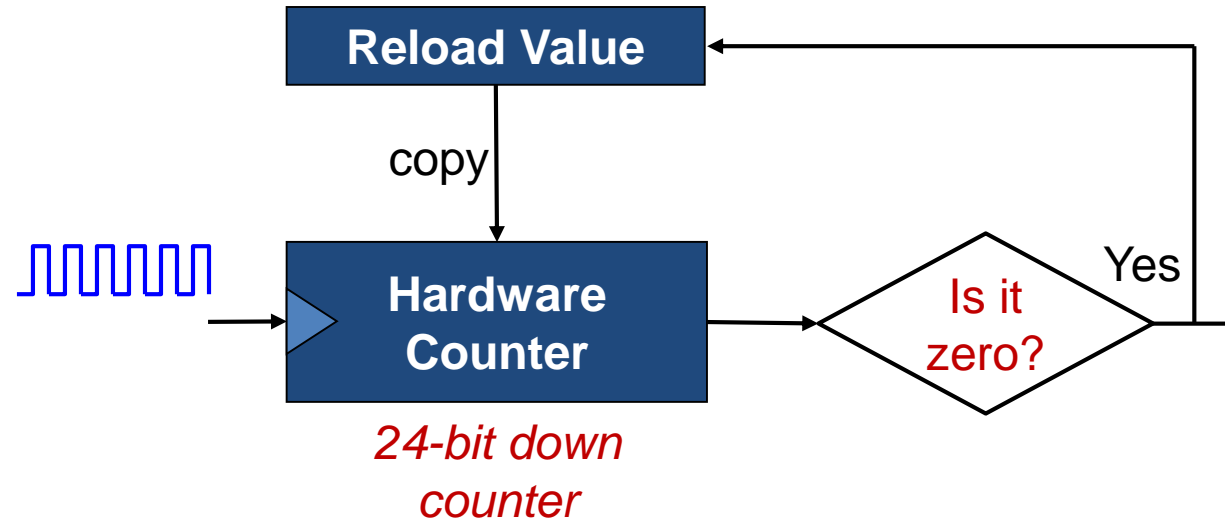 Reload Value
copy
Hardware
Counter
Is it
zero?
Yes
24-bit down
counter